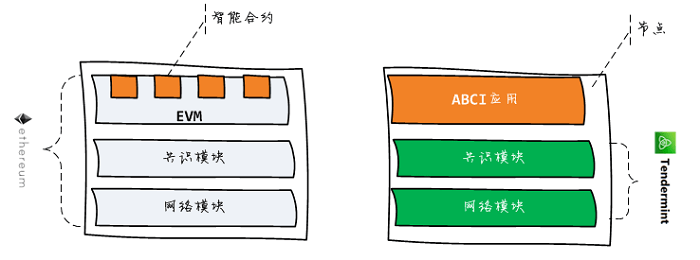 智能合约
节点
EVM
共识模块
网络模块
ethereum
ABCI应用
共识模块
网络模块
Tendermint